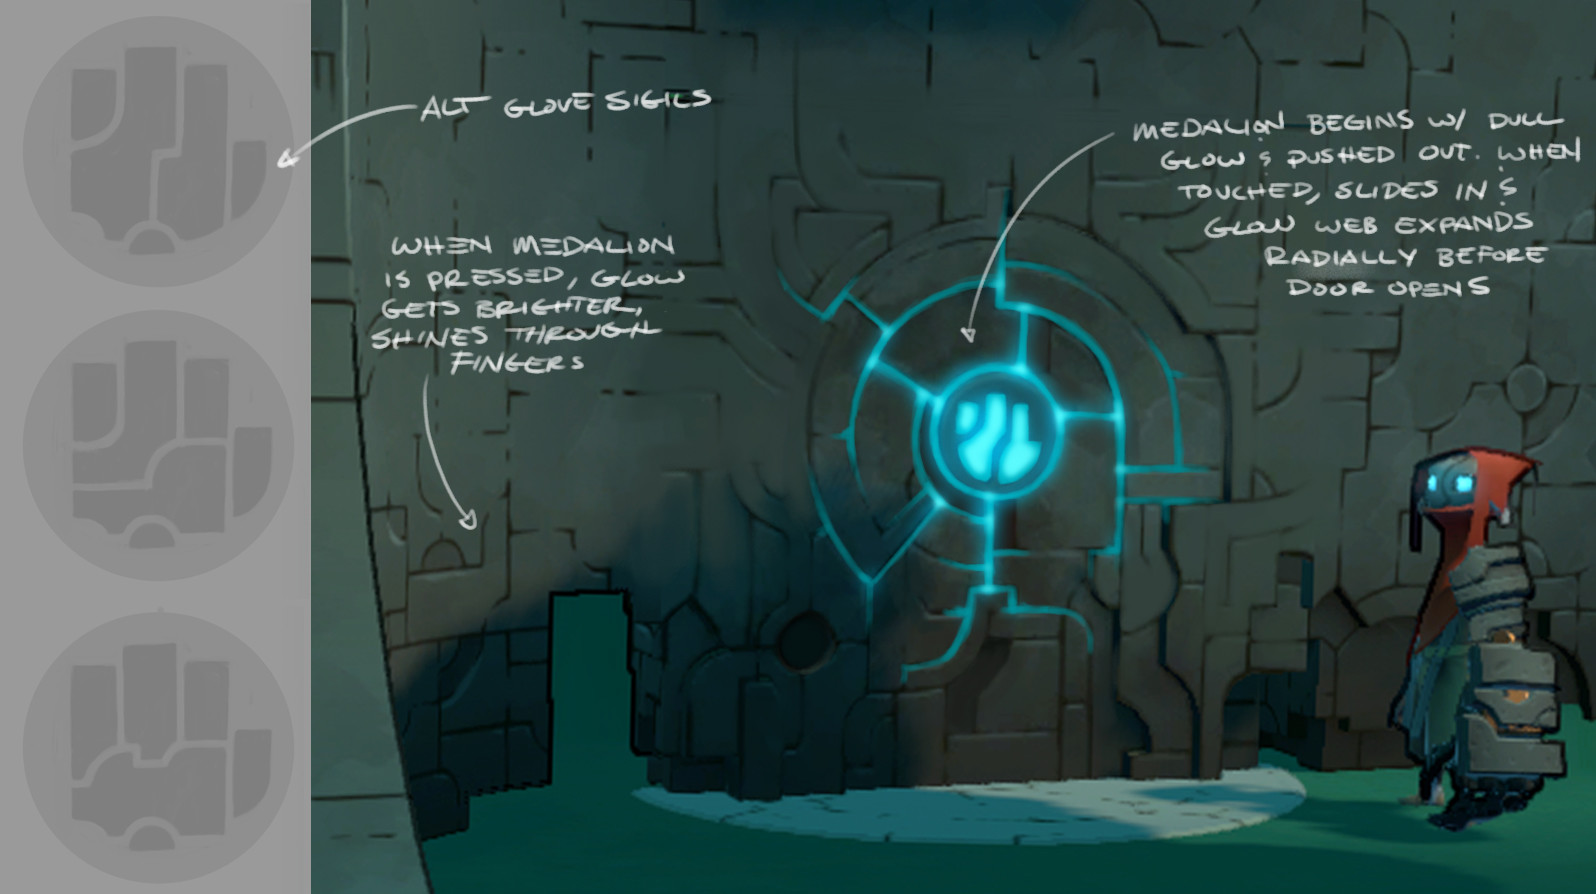 ALT GLOVE SIGILS
WHEN MEDALION
IS PRESSED, GLOW
GETS BRIGHTER,
SHINES THROUGH
FINGERS
MEDALION BEGINS W/ DULL
GLOW & PUSHED OUT. WHEN
TOUCHED, SLIDES IN &
GLOW WEB EXPANDS
RADIALLY BEFORE
DOOR OPENS